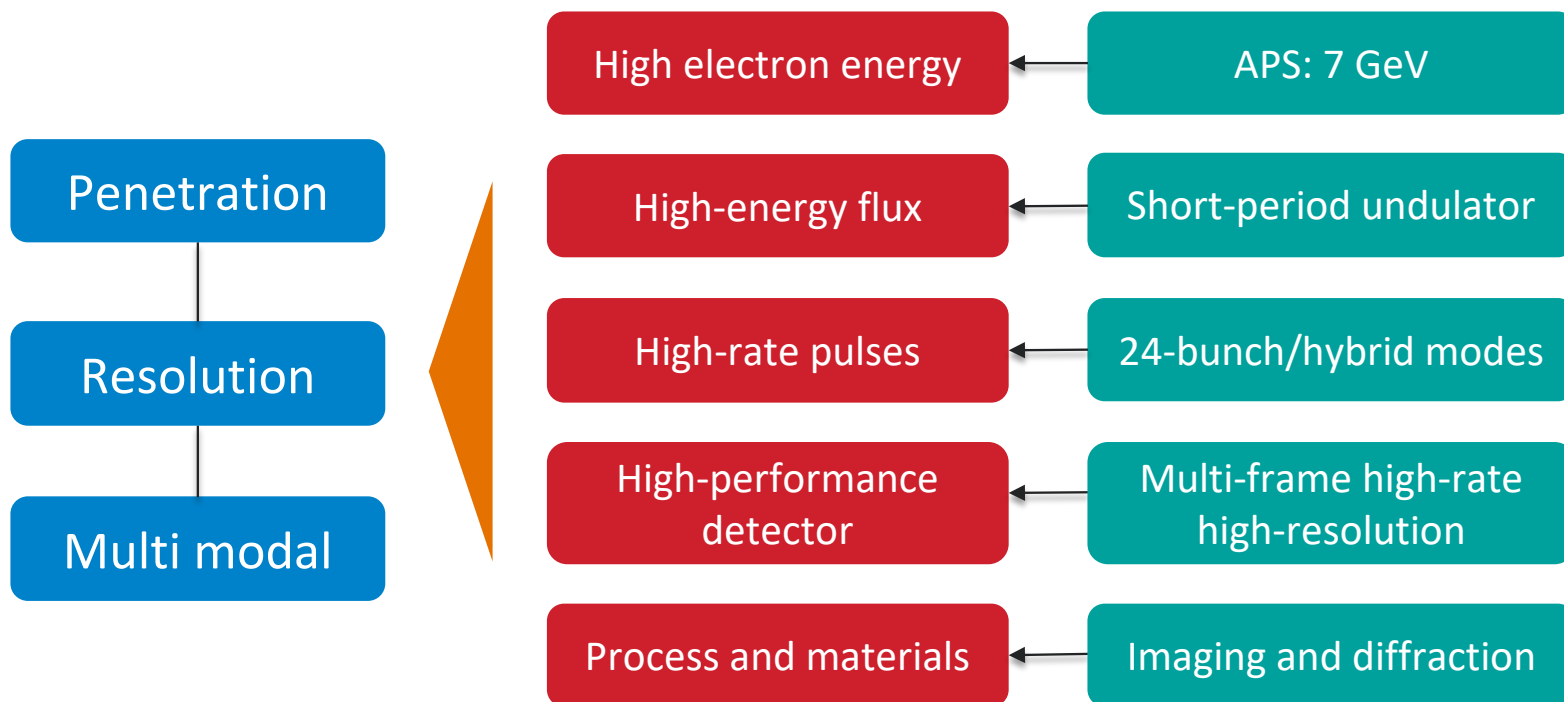 Penetration
Resolution
Multi modal
High electron energy
APS: 7 GeV
High-energy flux
Short-period undulator
High-rate pulses
24-bunch/hybrid modes
High-performance
detector
Multi-frame high-rate
high-resolution
Process and materials
Imaging and diffraction